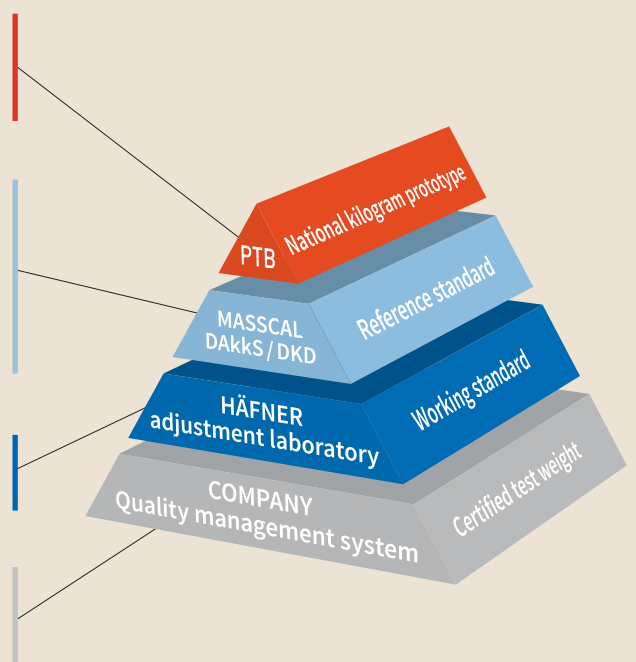 PTB
National kilogram prototype
MASSCAL
DAkkS / DKD
Reference standard
HÄFNER
adjustment laboratory
Working standard
COMPANY
Quality management system
Certified test weight